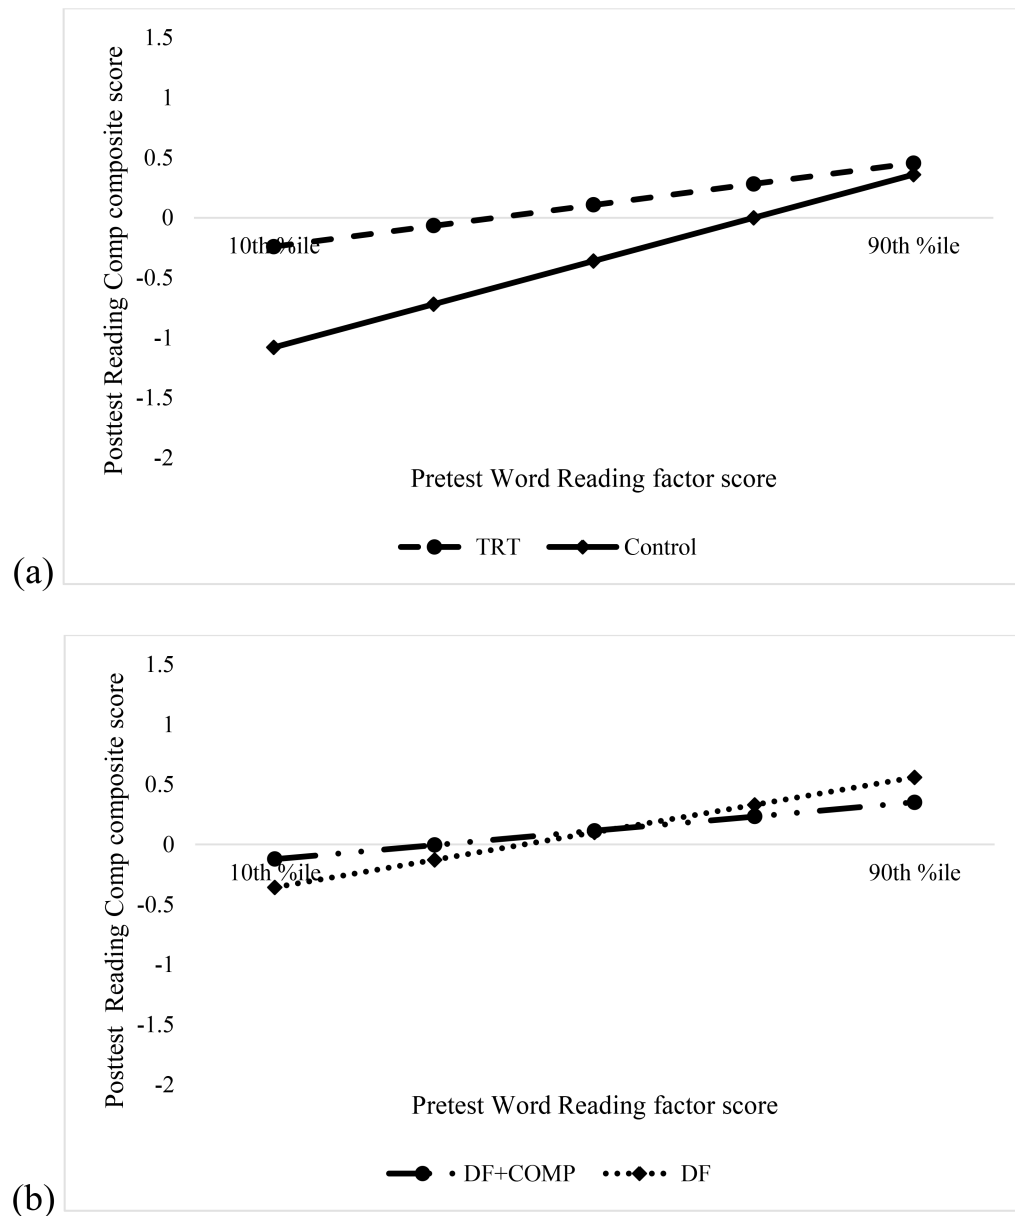 1.5
1
0.5
0
-0.5
-1
-1.5
-2
Posttest Reading Comp composite score
10th %ile
90th %ile
Pretest Word Reading factor score
TRT
Control
(a)
1.5
1
0.5
0
-0.5
-1
-1.5
-2
Posttest Reading Comp composite score
10th %ile
90th %ile
Pretest Word Reading factor score
DF+COMP
DF
(b)